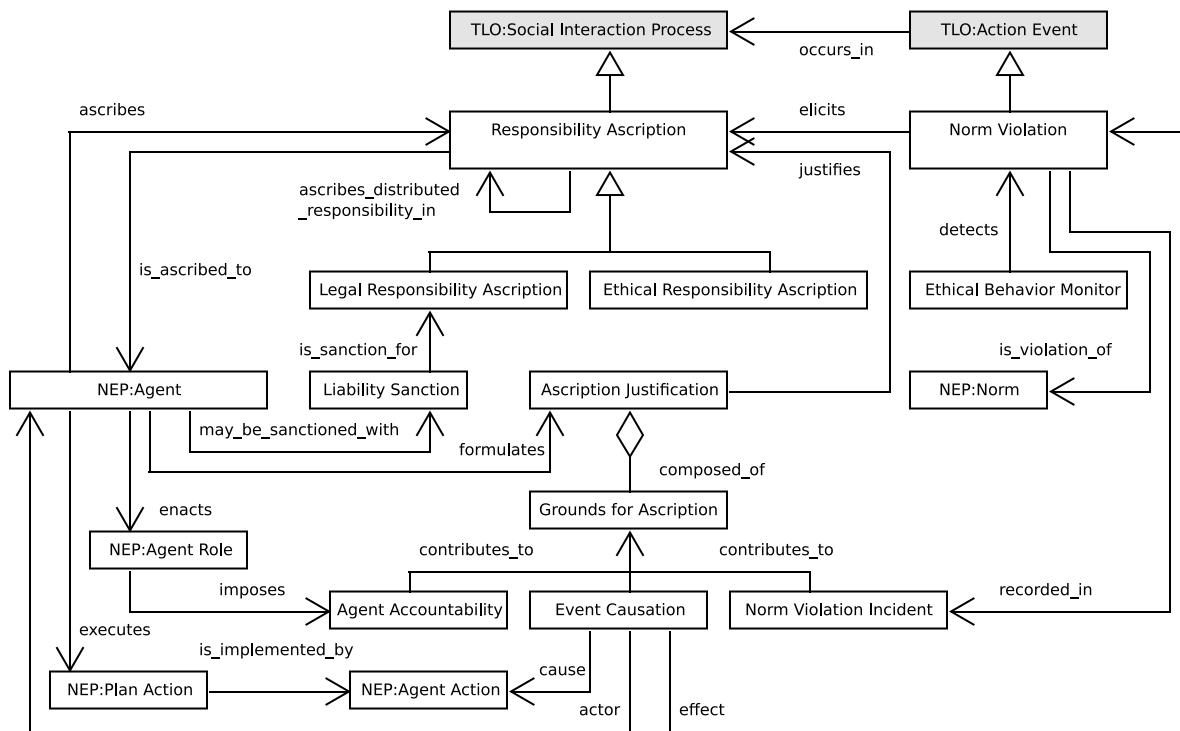 TLO:Social Interaction Process
TLO:Action Event
occurs_in
ascribes
elicits
Responsibility Ascription
Norm Violation
justifies
ascribes_distributed
_responsibility_in
detects
is_ascribed_to
Legal Responsibility Ascription
Ethical Responsibility Ascription
Ethical Behavior Monitor
is_sanction_for
is_violation_of
NEP:Agent
Liability Sanction
Ascription Justification
NEP:Norm
may_be_sanctioned_with
formulates
composed_of
enacts
Grounds for Ascription
NEP:Agent Role
contributes_to
contributes_to
imposes
recorded_in
Agent Accountability
Event Causation
Norm Violation Incident
executes
is_implemented_by
cause
NEP:Plan Action
NEP:Agent Action
actor
effect